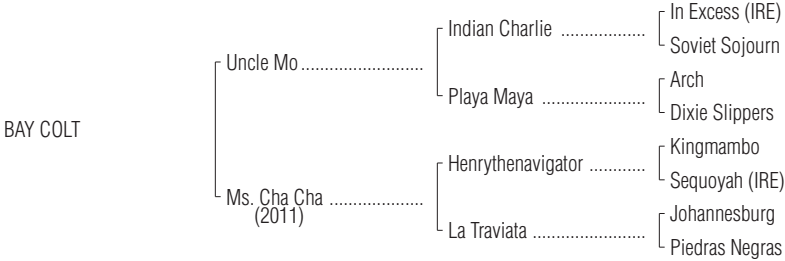 In Excess (IRE)
Indian Charlie ...................
Soviet Sojourn
Uncle Mo ..........................
Arch
Playa Maya ......................
Dixie Slippers
BAY COLT
Kingmambo
Henrythenavigator ............
Sequoyah (IRE)
Ms. Cha Cha ....................
(2011)
Johannesburg
La Traviata ........................
Piedras Negras